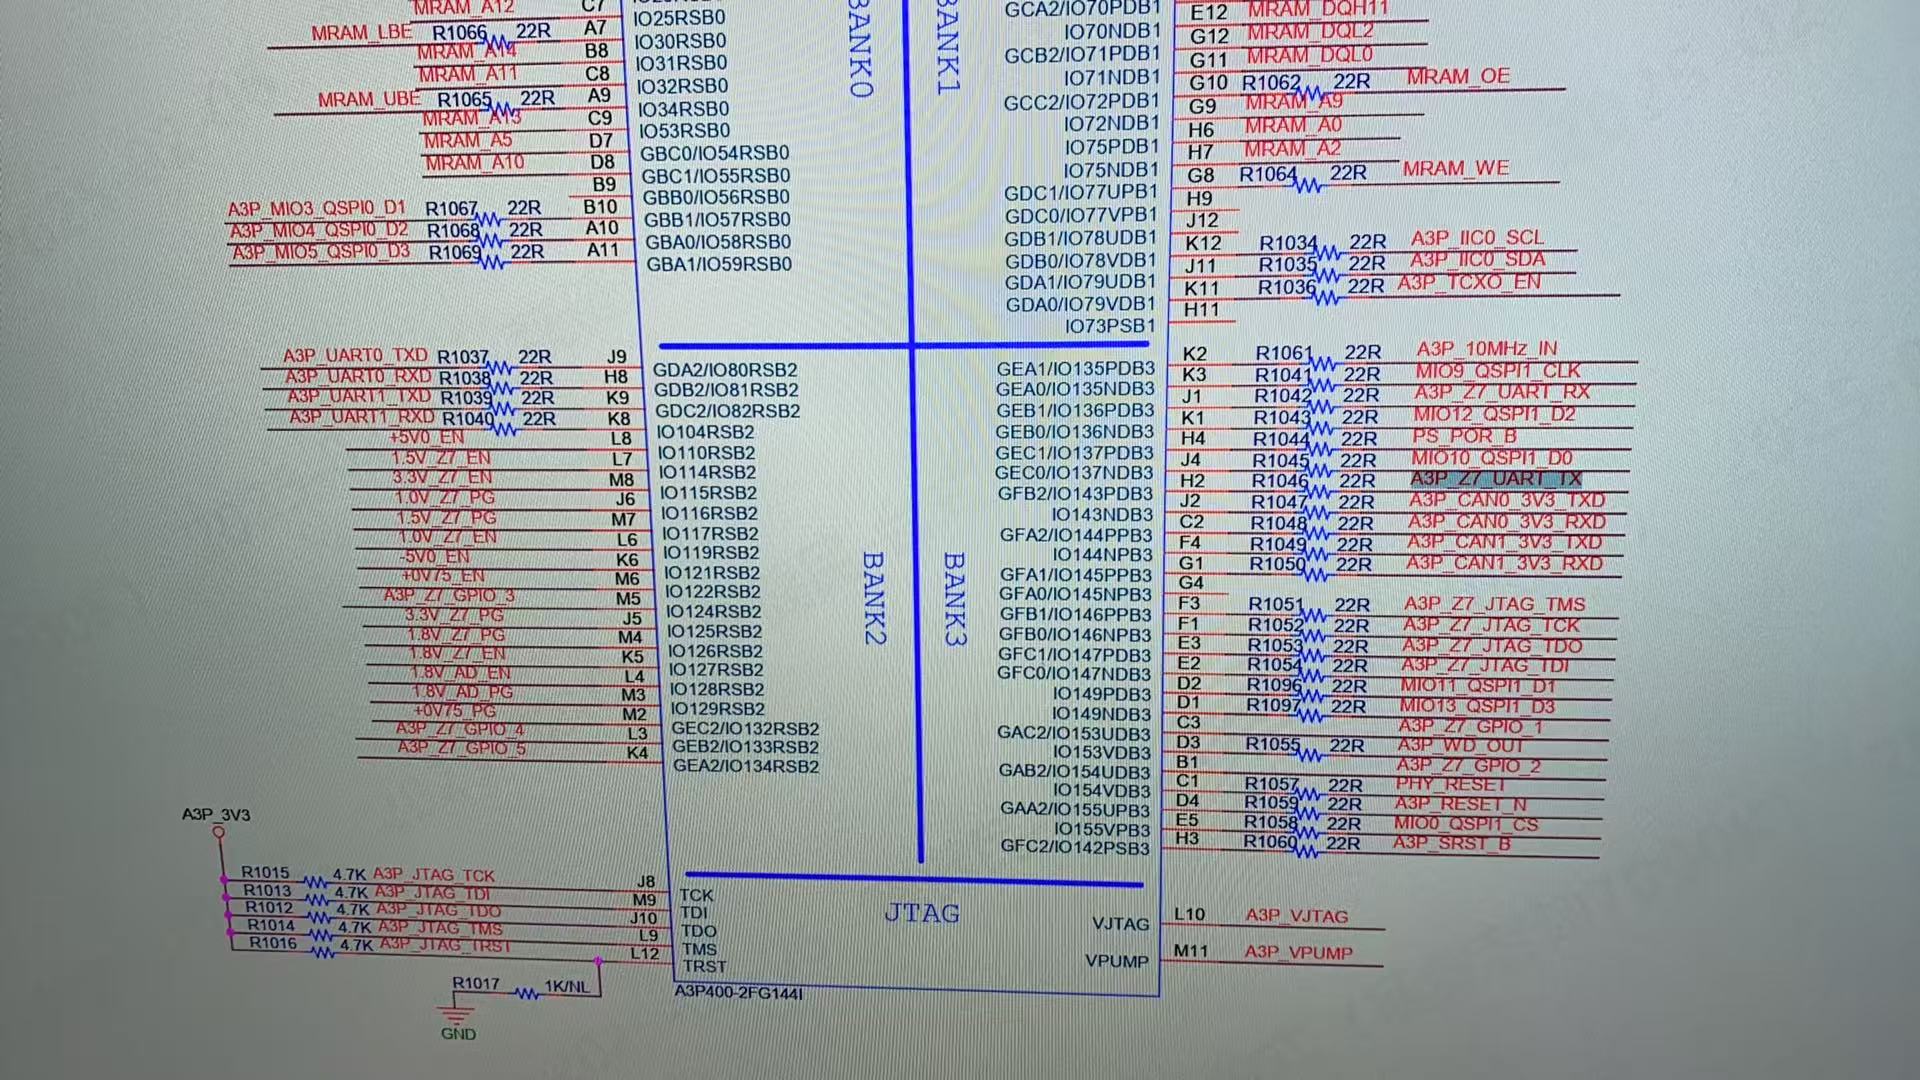 MRAM_A12 C7 IO25RSB0
MRAM_LBE R1066 22R A7 IO30RSB0
MRAM_A14 B8 IO31RSB0
MRAM_A11 C8 IO32RSB0
MRAM_UBE R1065 22R A9 IO34RSB0
MRAM_A13 C9 IO53RSB0
MRAM_A5 D7 GBC0/IO54RSB0
MRAM_A10 D8 GBC1/IO55RSB0
B9 GBB0/IO56RSB0
A3P_MIO3_QSPI0_D1 R1067 22R B10 GBB1/IO57RSB0
A3P_MIO4_QSPI0_D2 R1068 22R A10 GBA0/IO58RSB0
A3P_MIO5_QSPI0_D3 R1069 22R A11 GBA1/IO59RSB0
BANK0
BANK1
GCA2/IO70PDB1 E12 MRAM_DQH11
IO70NDB1 G12 MRAM_DQL2
GCB2/IO71PDB1 G11 MRAM_DQL0
IO71NDB1 G10 R1062 22R MRAM_OE
GCC2/IO72PDB1 G9 MRAM_A9
IO72NDB1 H6 MRAM_A0
IO75PDB1 H7 MRAM_A2
IO75NDB1 G8 R1064 22R MRAM_WE
GDC1/IO77UPB1 H9
GDC0/IO77VPB1 J12
GDB1/IO78UDB1 K12 R1034 22R A3P_IIC0_SCL
GDB0/IO78VDB1 J11 R1035 22R A3P_IIC0_SDA
GDA1/IO79UDB1 K11 R1036 22R A3P_TCXO_EN
GDA0/IO79VDB1 H11
IO73PSB1
A3P_UART0_TXD R1037 22R J9 GDA2/IO80RSB2
A3P_UART0_RXD R1038 22R H8 GDB2/IO81RSB2
A3P_UART1_TXD R1039 22R K9 GDC2/IO82RSB2
A3P_UART1_RXD R1040 22R K8 IO104RSB2
+5V0_EN L8 IO110RSB2
1.5V_Z7_EN L7 IO114RSB2
3.3V_Z7_EN M8 IO115RSB2
1.0V_Z7_PG J6 IO116RSB2
1.5V_Z7_PG M7 IO117RSB2
1.0V_Z7_EN L6 IO119RSB2
-5V0_EN K6 IO121RSB2
+0V75_EN M6 IO122RSB2
A3P_Z7_GPIO_3 M5 IO124RSB2
3.3V_Z7_PG J5 IO125RSB2
1.8V_Z7_PG M4 IO126RSB2
1.8V_Z7_EN K5 IO127RSB2
1.8V_AD_EN L4 IO128RSB2
1.8V_AD_PG M3 IO129RSB2
+0V75_PG M2 GEC2/IO132RSB2
A3P_Z7_GPIO_4 L3 GEB2/IO133RSB2
A3P_Z7_GPIO_5 K4 GEA2/IO134RSB2
BANK2
BANK3
GEA1/IO135PDB3 K2 R1061 22R A3P_10MHz_IN
GEA0/IO135NDB3 K3 R1041 22R MIO9_QSPI1_CLK
GEB1/IO136PDB3 J1 R1042 22R A3P_Z7_UART_RX
GEB0/IO136NDB3 K1 R1043 22R MIO12_QSPI1_D2
GEC1/IO137PDB3 H4 R1044 22R PS_POR_B
GEC0/IO137NDB3 J4 R1045 22R MIO10_QSPI1_D0
GFB2/IO143PDB3 H2 R1046 22R A3P_Z7_UART_TX
IO143NDB3 J2 R1047 22R A3P_CAN0_3V3_TXD
GFA2/IO144PPB3 C2 R1048 22R A3P_CAN0_3V3_RXD
IO144NPB3 F4 R1049 22R A3P_CAN1_3V3_TXD
GFA1/IO145PPB3 G1 R1050 22R A3P_CAN1_3V3_RXD
GFA0/IO145NPB3 G4
GFB1/IO146PPB3 F3 R1051 22R A3P_Z7_JTAG_TMS
GFB0/IO146NPB3 F1 R1052 22R A3P_Z7_JTAG_TCK
GFC1/IO147PDB3 E3 R1053 22R A3P_Z7_JTAG_TDO
GFC0/IO147NDB3 E2 R1054 22R A3P_Z7_JTAG_TDI
IO149PDB3 D2 R1096 22R MIO11_QSPI1_D1
IO149NDB3 D1 R1097 22R MIO13_QSPI1_D3
GAC2/IO153UDB3 C3 A3P_Z7_GPIO_1
IO153VDB3 D3 R1055 22R A3P_WD_OUT
GAB2/IO154UDB3 B1 A3P_Z7_GPIO_2
IO154VDB3 C1 R1057 22R PHY_RESET
GAA2/IO155UPB3 D4 R1059 22R A3P_RESET_N
IO155VPB3 E5 R1058 22R MIO0_QSPI1_CS
GFC2/IO142PSB3 H3 R1060 22R A3P_SRST_B
A3P_3V3
R1015 4.7K A3P_JTAG_TCK J8 TCK
R1013 4.7K A3P_JTAG_TDI M9 TDI
R1012 4.7K A3P_JTAG_TDO J10 TDO
R1014 4.7K A3P_JTAG_TMS L9 TMS
R1016 4.7K A3P_JTAG_TRST L12 TRST
JTAG
VJTAG L10 A3P_VJTAG
VPUMP M11 A3P_VPUMP
R1017 1K/NL
GND
A3P400-2FG144I